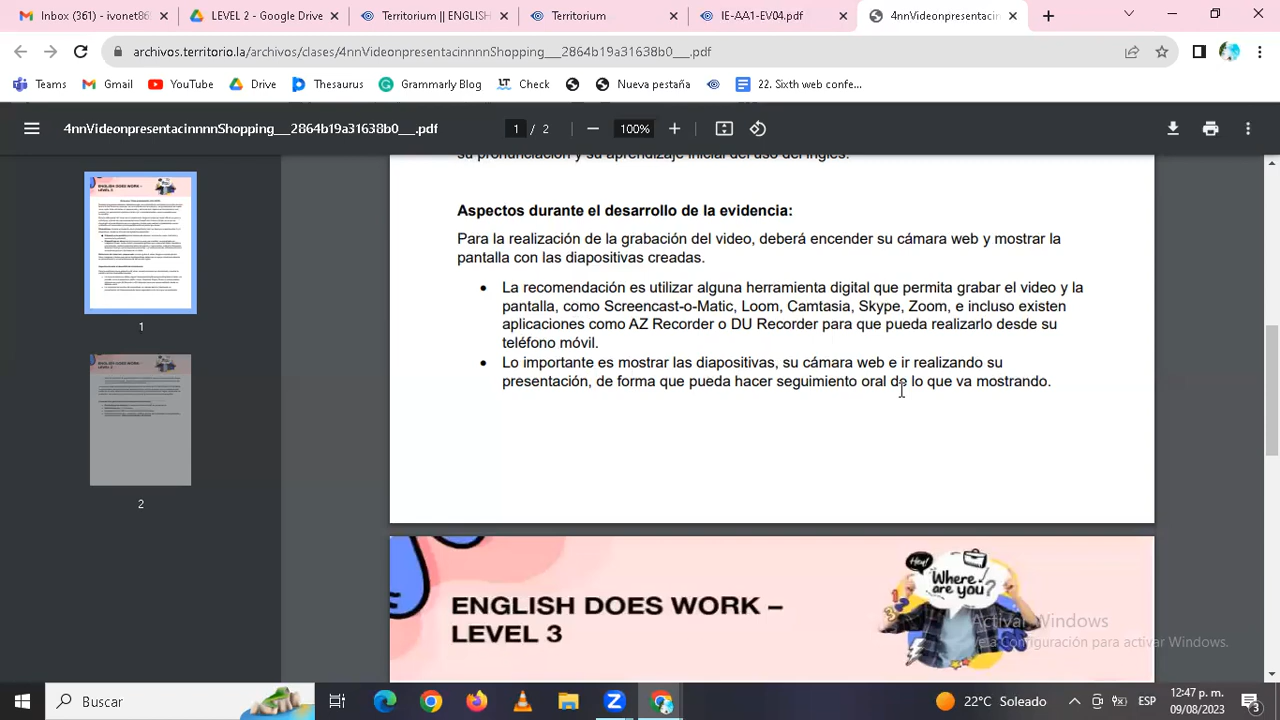 Inbox (361) - ivonet86
LEVEL 2 - Google Drive
Territorium || ENGLISH
Territorium
IE-AA1-EV04.pdf
4nnVideonpresentacin
archivos.territorio.la/archivos/clases/4nnVideonpresentacinnnnShopping___2864b19a31638b0__.pdf
Teams
Gmail
YouTube
Drive
Thesaurus
Grammarly Blog
LT Check
Nueva pestaña
22. Sixth web confe...
4nnVideonpresentacinnnnShopping___2864b19a31638b0__.pdf
1 / 2
100%
su pronunciación y su aprendizaje inicial del uso del inglés.
Aspectos durante el desarrollo de la evidencia:
Para la realización de la grabación del video, deberá encender su cámara web y mostrar la
pantalla con las diapositivas creadas.
• La recomendación es utilizar alguna herramienta digital que permita grabar el video y la
pantalla, como Screencast-o-Matic, Loom, Camtasia, Skype, Zoom, e incluso existen
aplicaciones como AZ Recorder o DU Recorder para que pueda realizarlo desde su
teléfono móvil.
• Lo importante es mostrar las diapositivas, su cámara web e ir realizando su
presentación, de forma que pueda hacer seguimiento oral de lo que va mostrando.
ENGLISH DOES WORK –
LEVEL 3
Hey!
Where
are you?
1
2
Activar Windows
Ve a Configuración para activar Windows.
Buscar
22°C Soleado
ESP
12:47 p. m.
09/08/2023
3